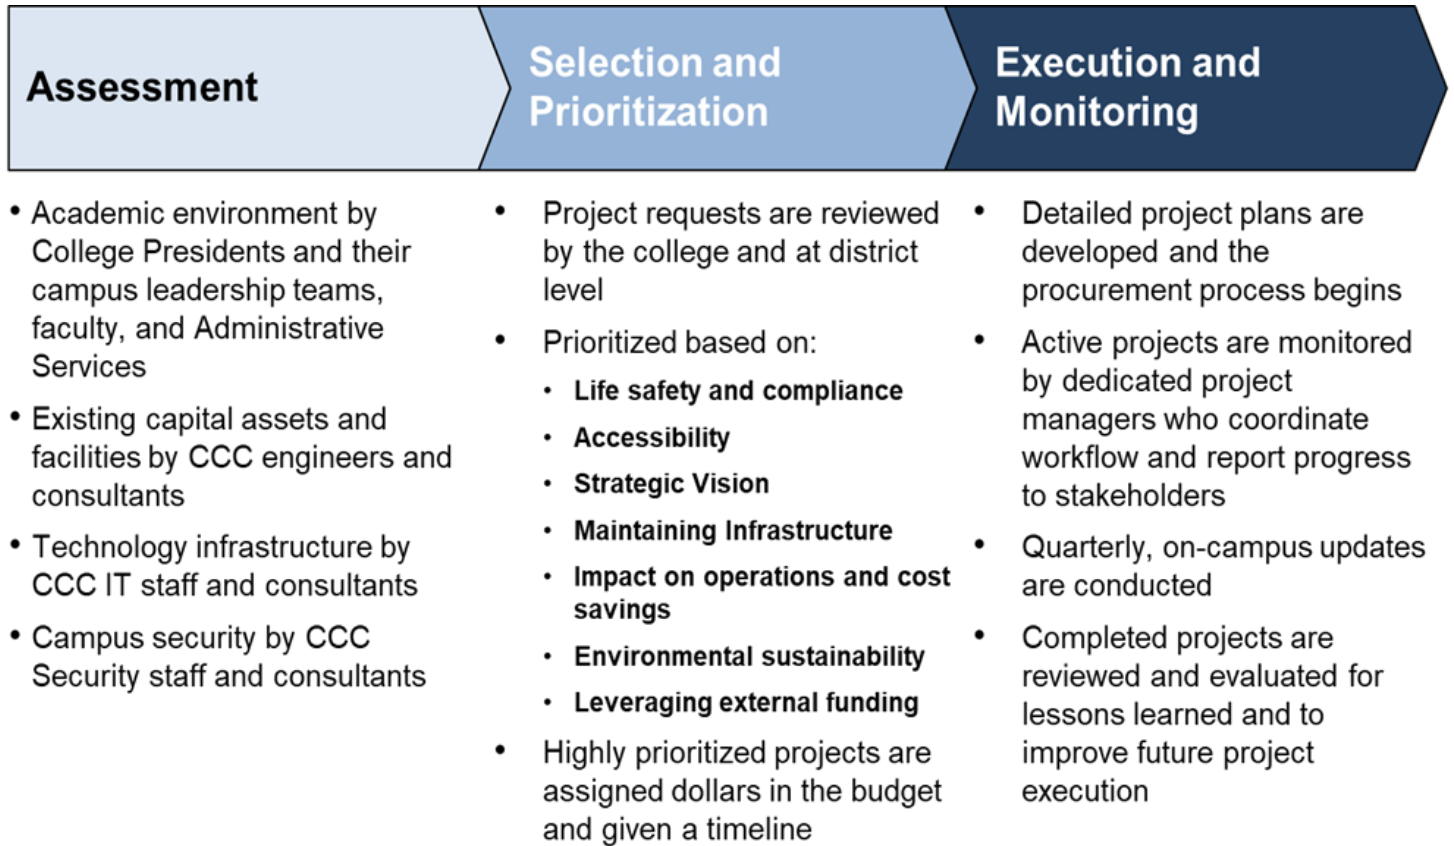 Assessment
Selection and
Prioritization
Execution and
Monitoring
• Academic environment by
College Presidents and their
campus leadership teams,
faculty, and Administrative
Services
• Existing capital assets and
facilities by CCC engineers and
consultants
• Technology infrastructure by
CCC IT staff and consultants
• Campus security by CCC
Security staff and consultants
• Project requests are reviewed
by the college and at district
level
• Prioritized based on:
• Life safety and compliance
• Accessibility
• Strategic Vision
• Maintaining Infrastructure
• Impact on operations and cost
savings
• Environmental sustainability
• Leveraging external funding
• Highly prioritized projects are
assigned dollars in the budget
and given a timeline
• Detailed project plans are
developed and the
procurement process begins
• Active projects are monitored
by dedicated project
managers who coordinate
workflow and report progress
to stakeholders
• Quarterly, on-campus updates
are conducted
• Completed projects are
reviewed and evaluated for
lessons learned and to
improve future project
execution